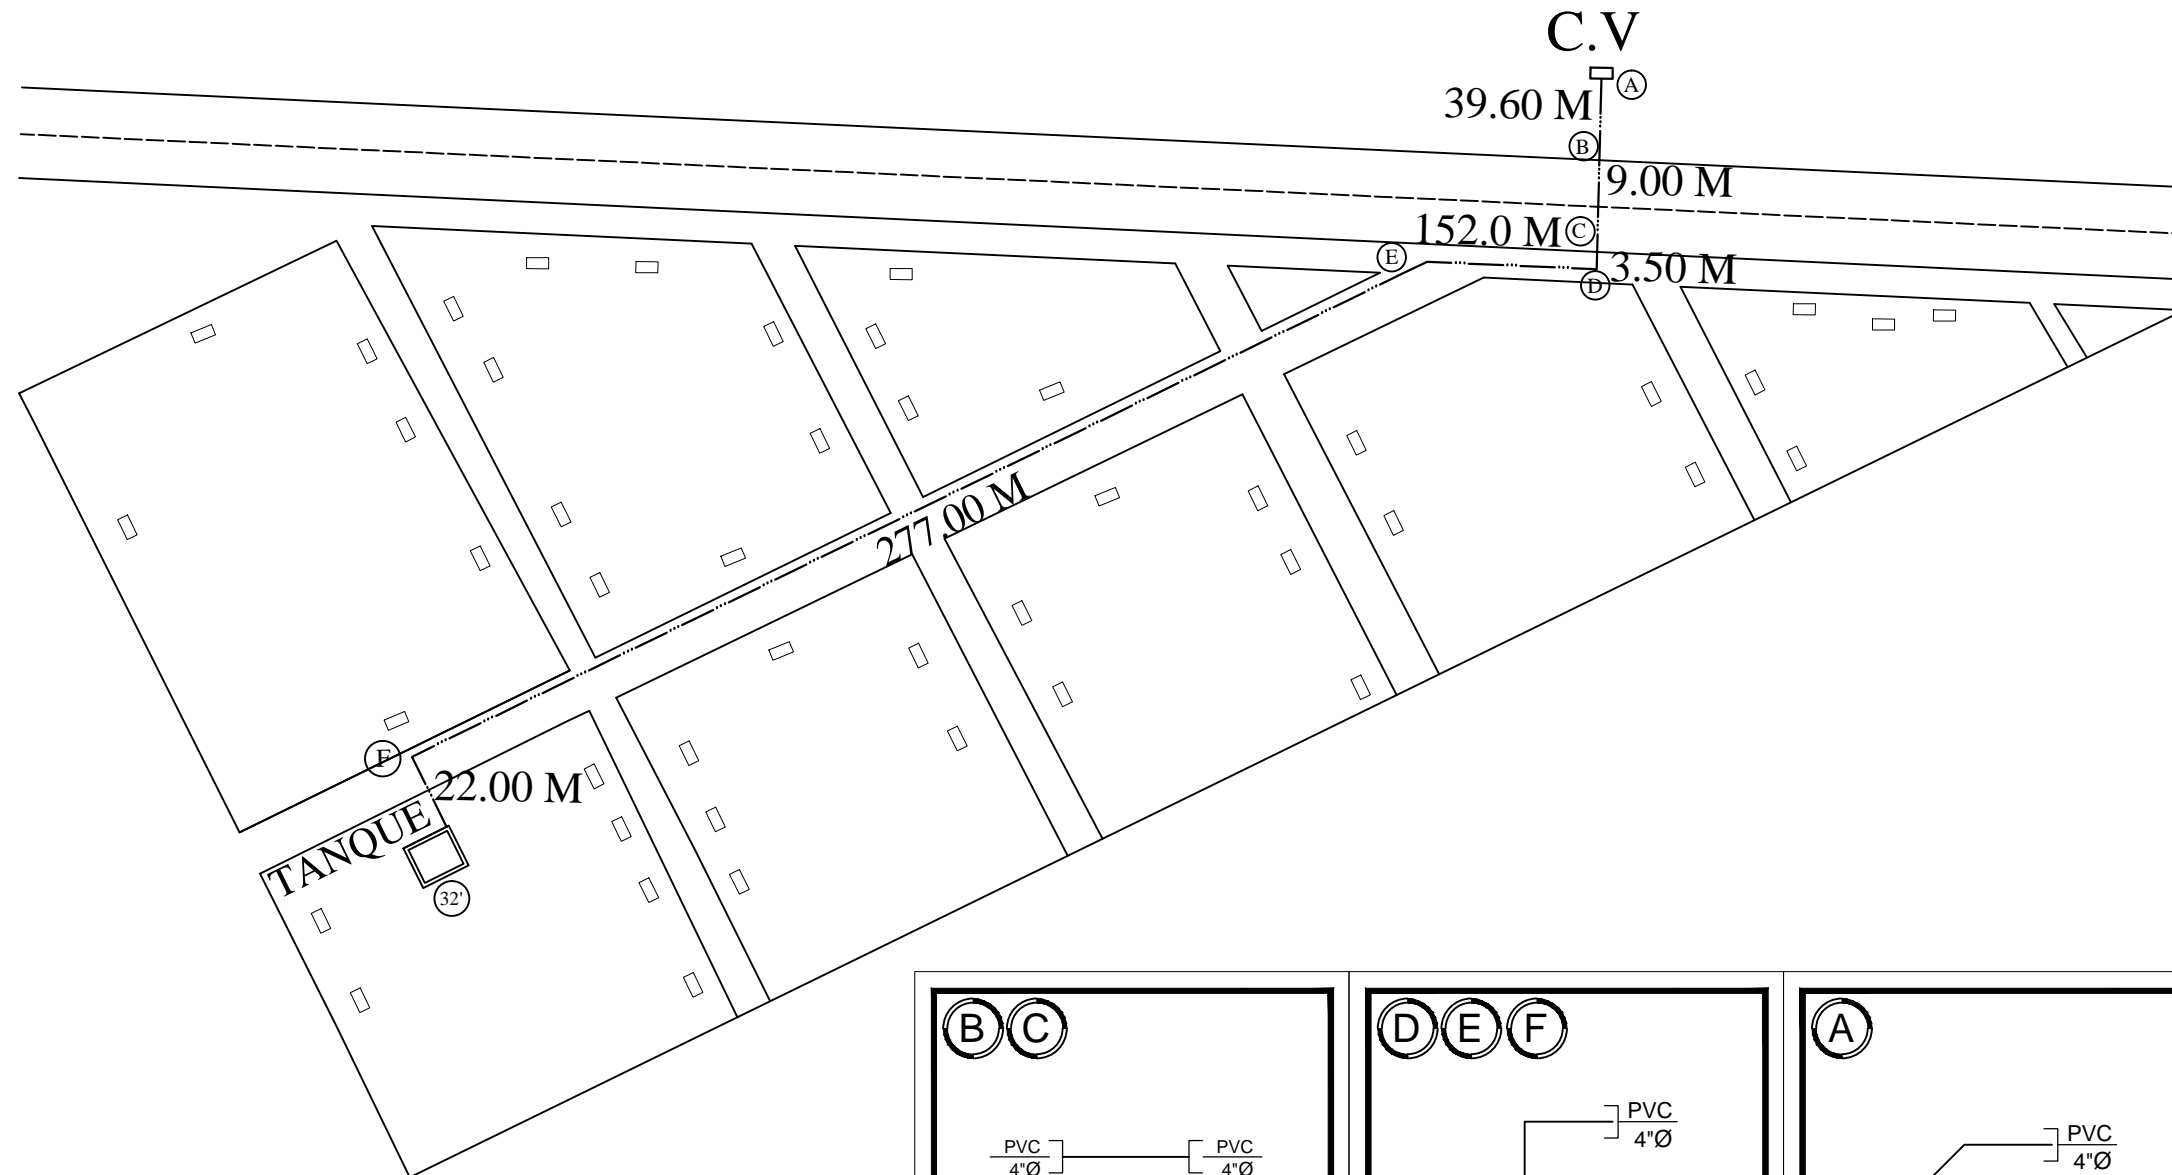 C.V
A
39.60 M
B
9.00 M
152.0 M
C
E
3.50 M
D
277.00 M
F
22.00 M
TANQUE
32'
B C
D E F
A
PVC
4"Ø
PVC
4"Ø
PVC
4"Ø
PVC
4"Ø